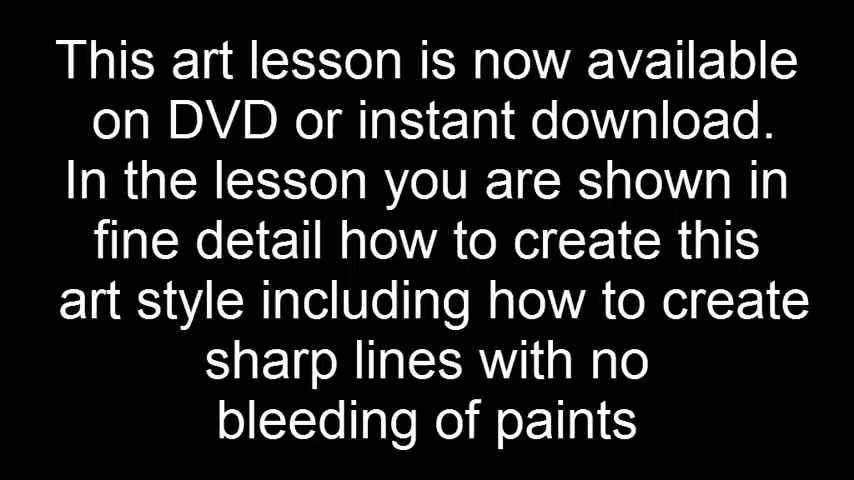 This art lesson is now available
on DVD or instant download.
In the lesson you are shown in
fine detail how to create this
art style including how to create
sharp lines with no
bleeding of paints